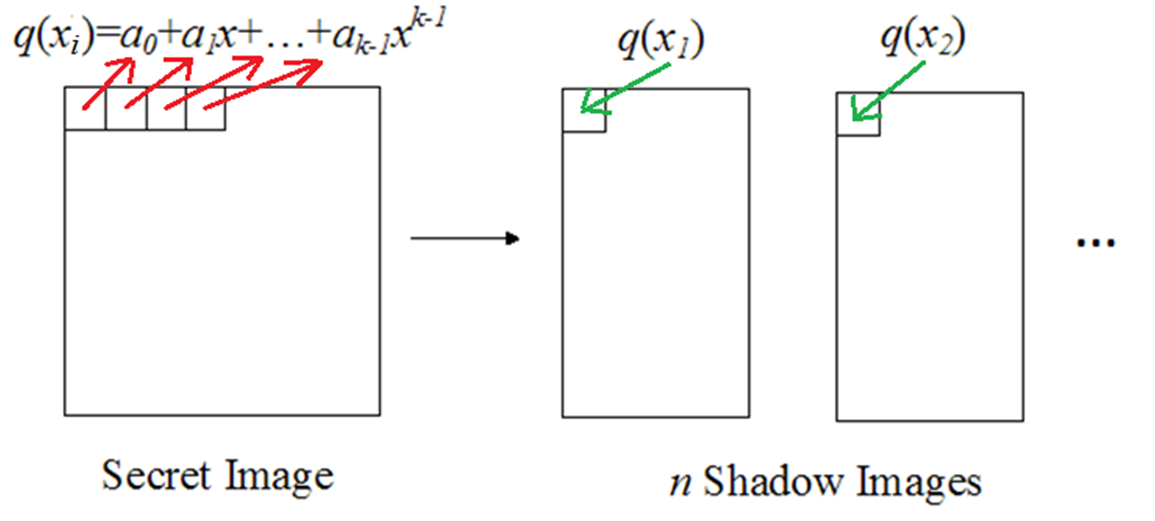 q(xᵢ)=a₀+a₁x+...+aₖ₋₁xᵏ⁻¹
q(x₁)
q(x₂)
...
Secret Image
n Shadow Images